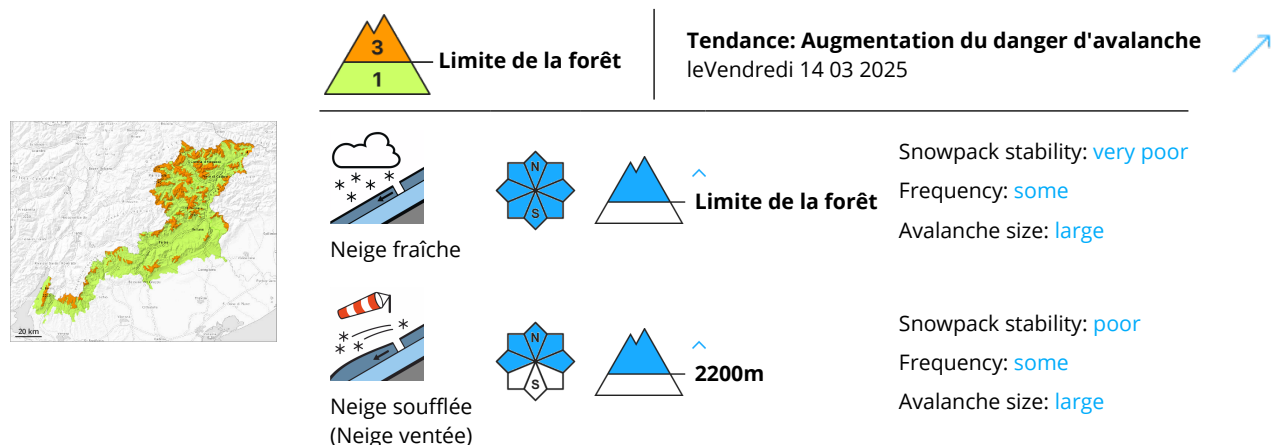 3
1
Limite de la forêt
Tendance: Augmentation du danger d'avalanche
leVendredi 14 03 2025
20 km
Neige fraîche
N
S
Limite de la forêt
Snowpack stability: very poor
Frequency: some
Avalanche size: large
Neige soufflée
(Neige ventée)
N
S
2200m
Snowpack stability: poor
Frequency: some
Avalanche size: large